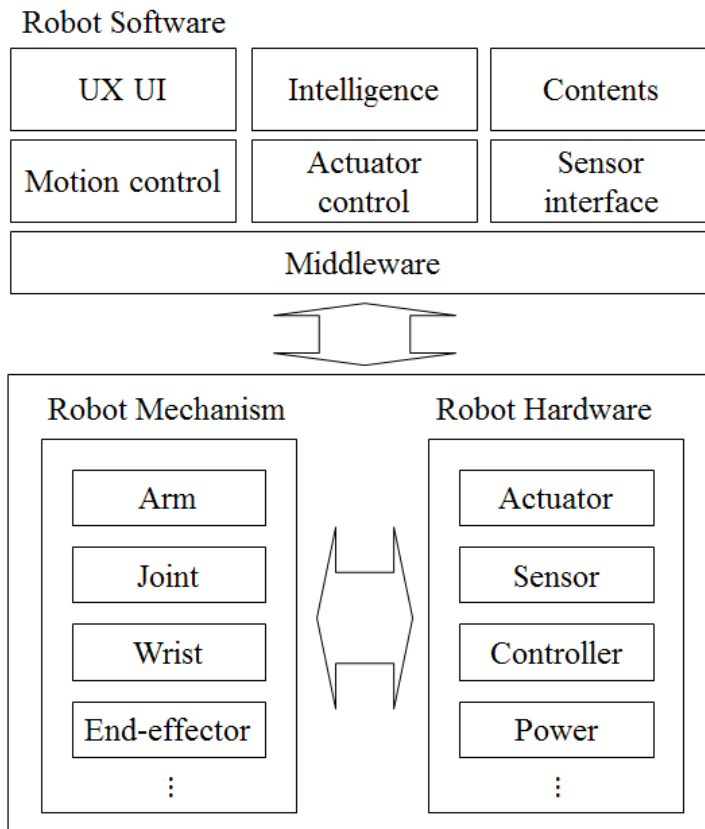 Robot Software
UX UI
Intelligence
Contents
Motion control
Actuator
control
Sensor
interface
Middleware
Robot Mechanism
Arm
Joint
Wrist
End-effector
⋮
Robot Hardware
Actuator
Sensor
Controller
Power
⋮